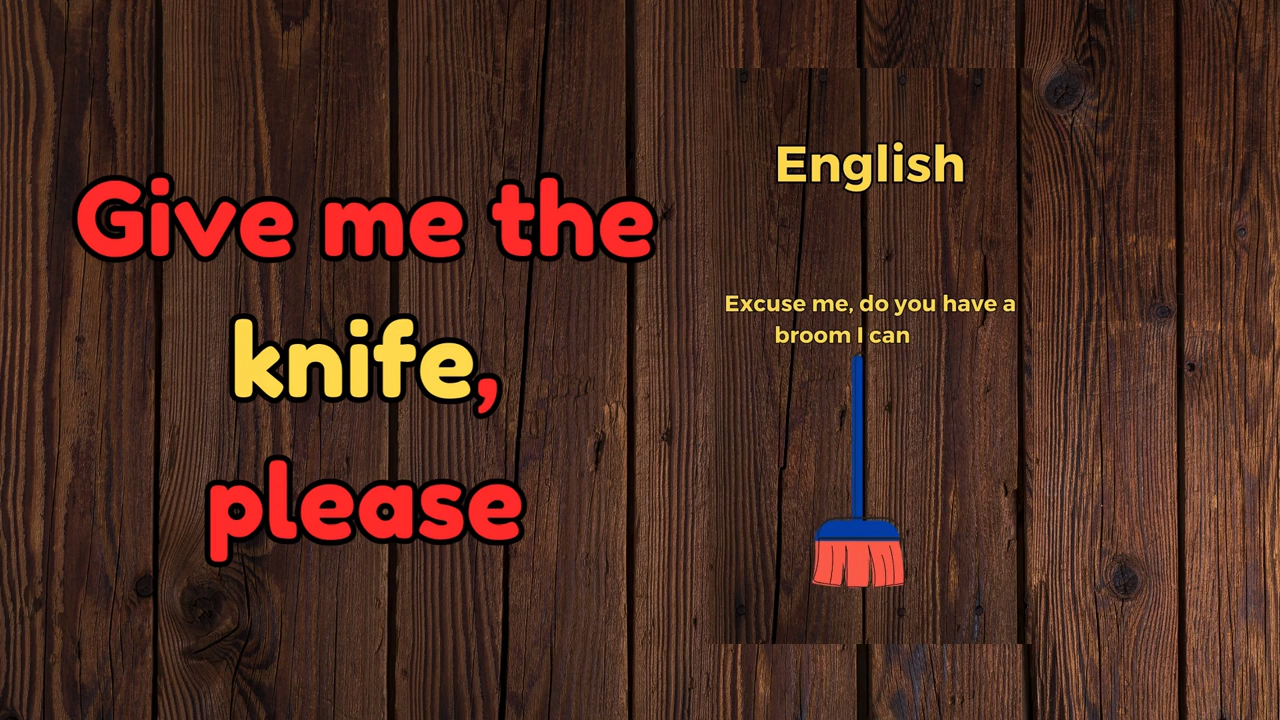 Give me the
knife,
please
English
Excuse me, do you have a
broom I can